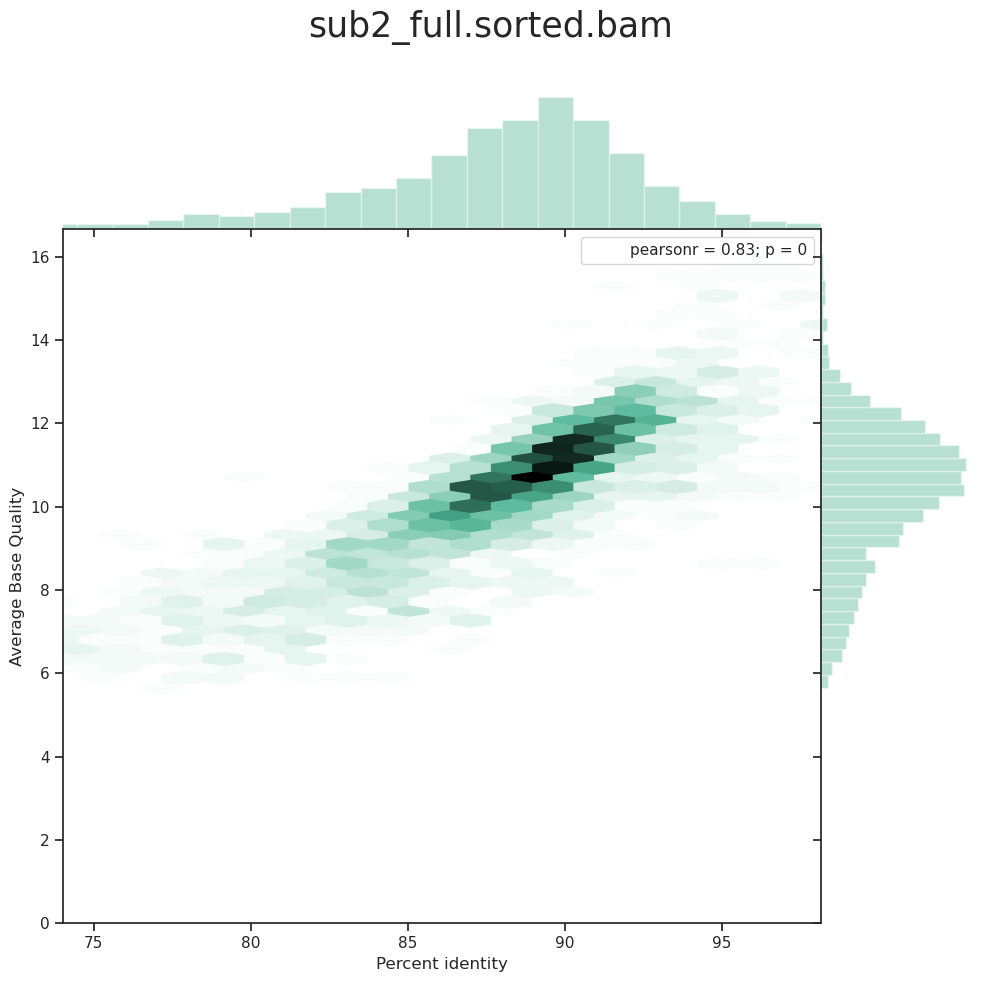 sub2_full.sorted.bam
pearsonr = 0.83; p = 0
16
14
12
10
8
6
4
2
0
Average Base Quality
75 80 85 90 95
Percent identity